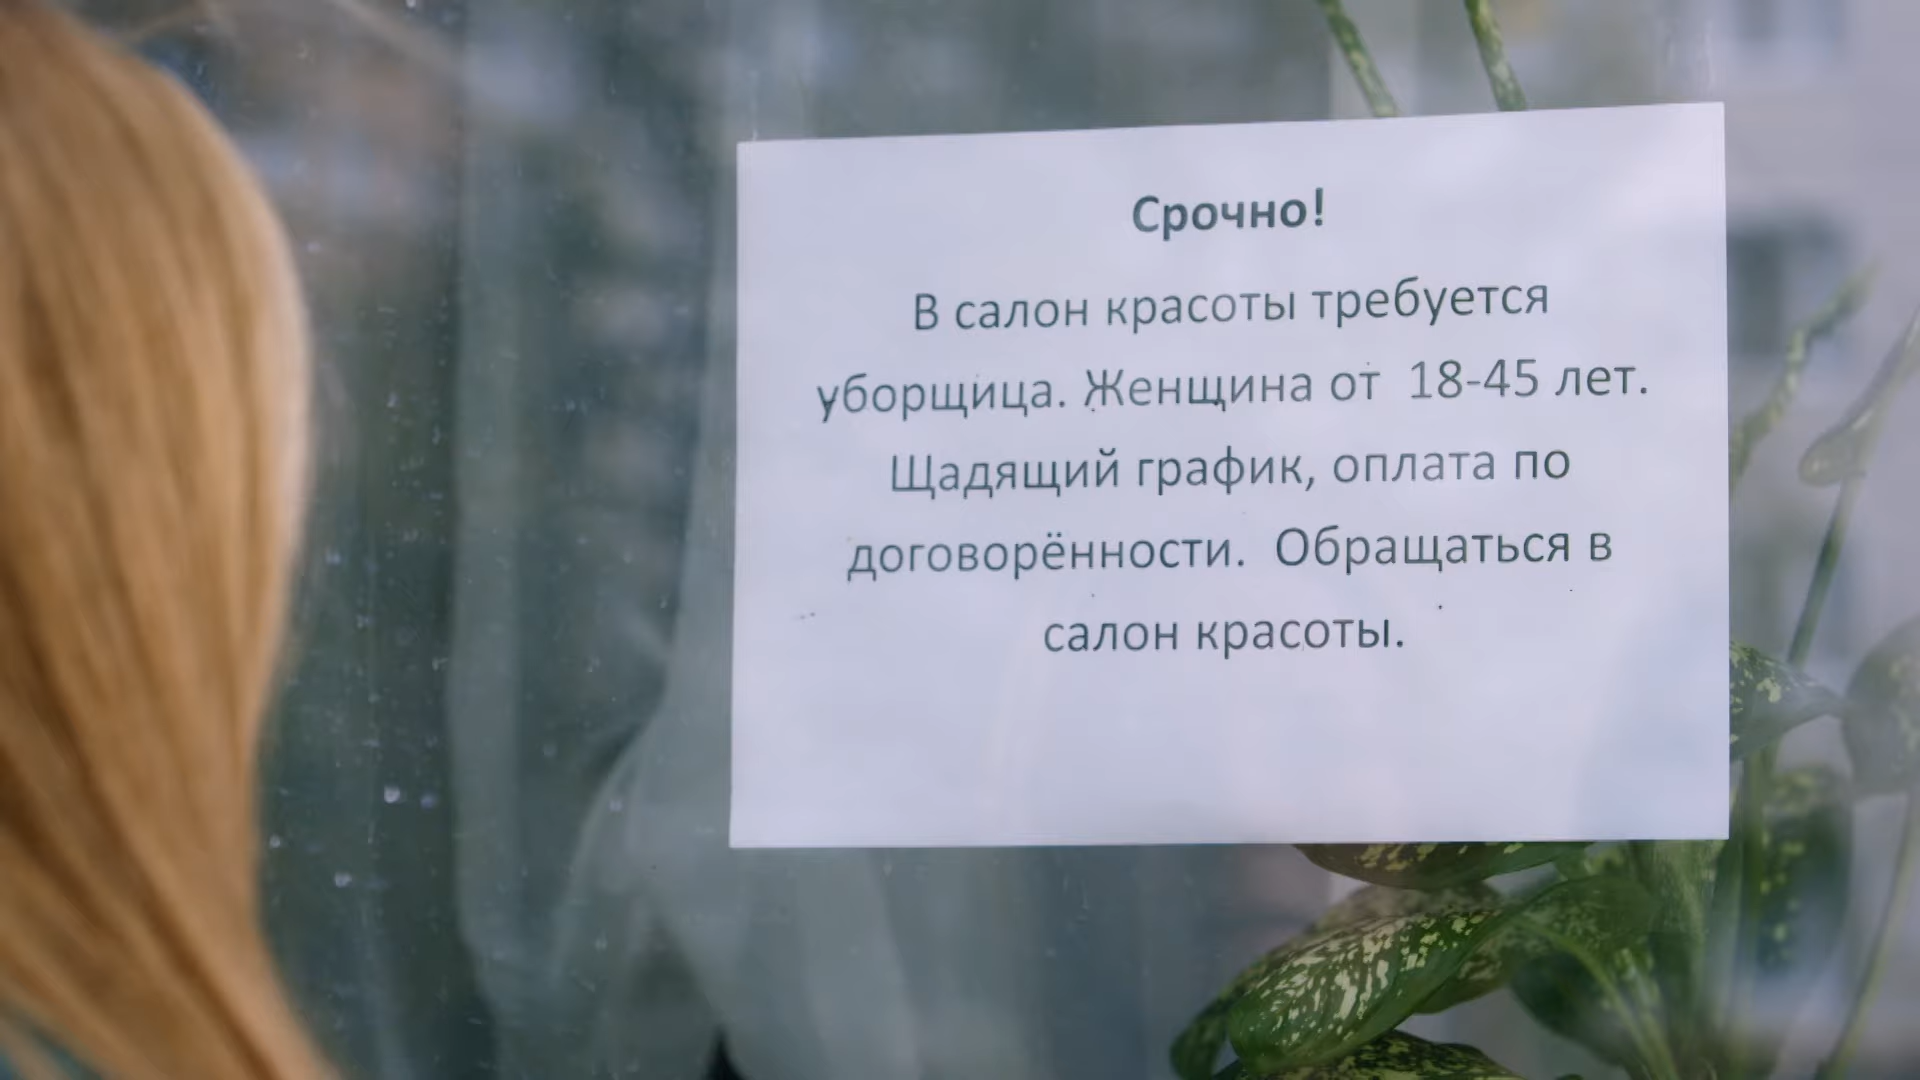 Срочно!
В салон красоты требуется
уборщица. Женщина от 18-45 лет.
Щадящий график, оплата по
договорённости. Обращаться в
салон красоты.